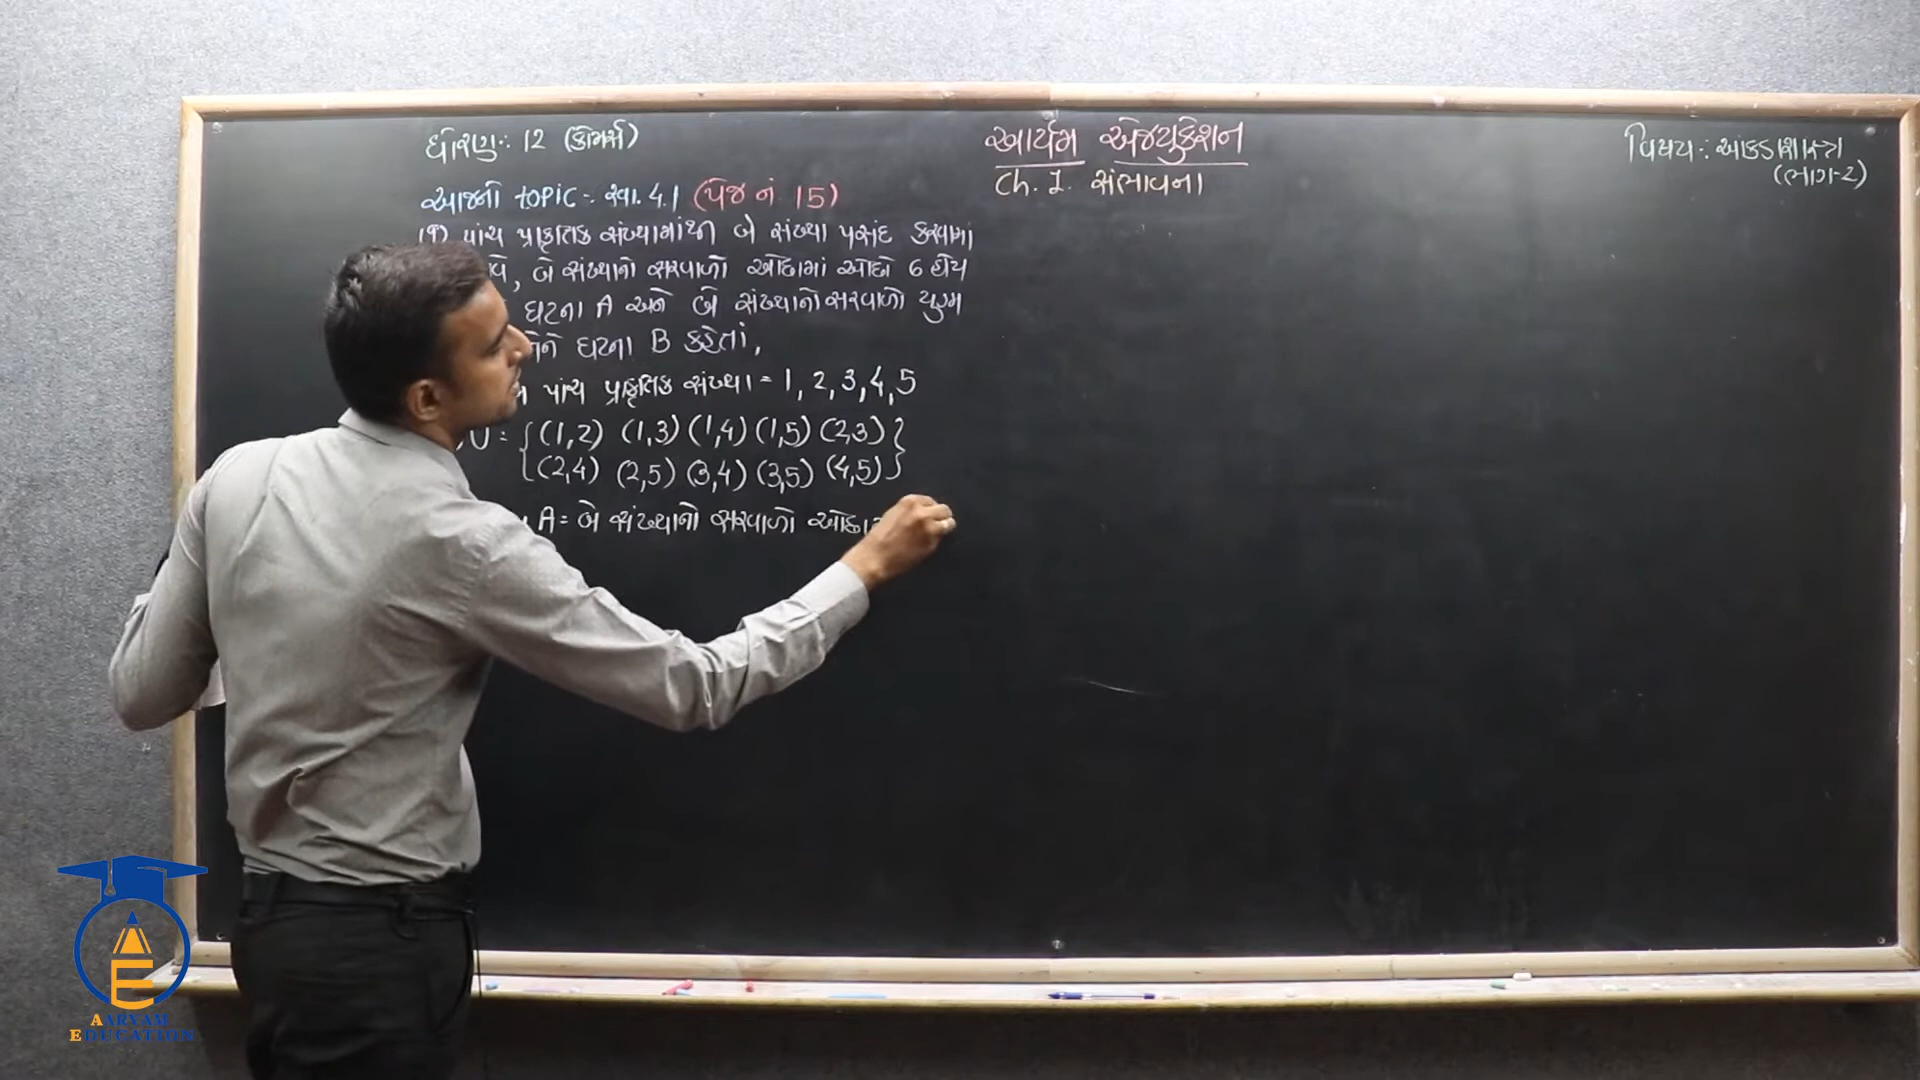 ધોરણ:- 12 (કોમર્સ)
આર્યમ એજ્યુકેશન
વિષય:- આંકડાશાસ્ત્ર
(ભાગ-2)
Ch. 1. સંભાવના
આજનો topic:- સ્વા. 4.1 (પેજ નં 15)
(1) પાંચ પ્રાકૃતિક સંખ્યામાંથી બે સંખ્યા પસંદ કરવામાં
, બે સંખ્યાનો સરવાળો ઓછામાં ઓછો 6 હોય
ઘટના A અને બે સંખ્યાનો સરવાળો યુગ્મ
ઘટના B કહેતાં,
પાંચ પ્રાકૃતિક સંખ્યા = 1, 2, 3, 4, 5
U = {(1,2) (1,3) (1,4) (1,5) (2,3)
(2,4) (2,5) (3,4) (3,5) (4,5)}
A = બે સંખ્યાનો સરવાળો
AARYAM
EDUCATION